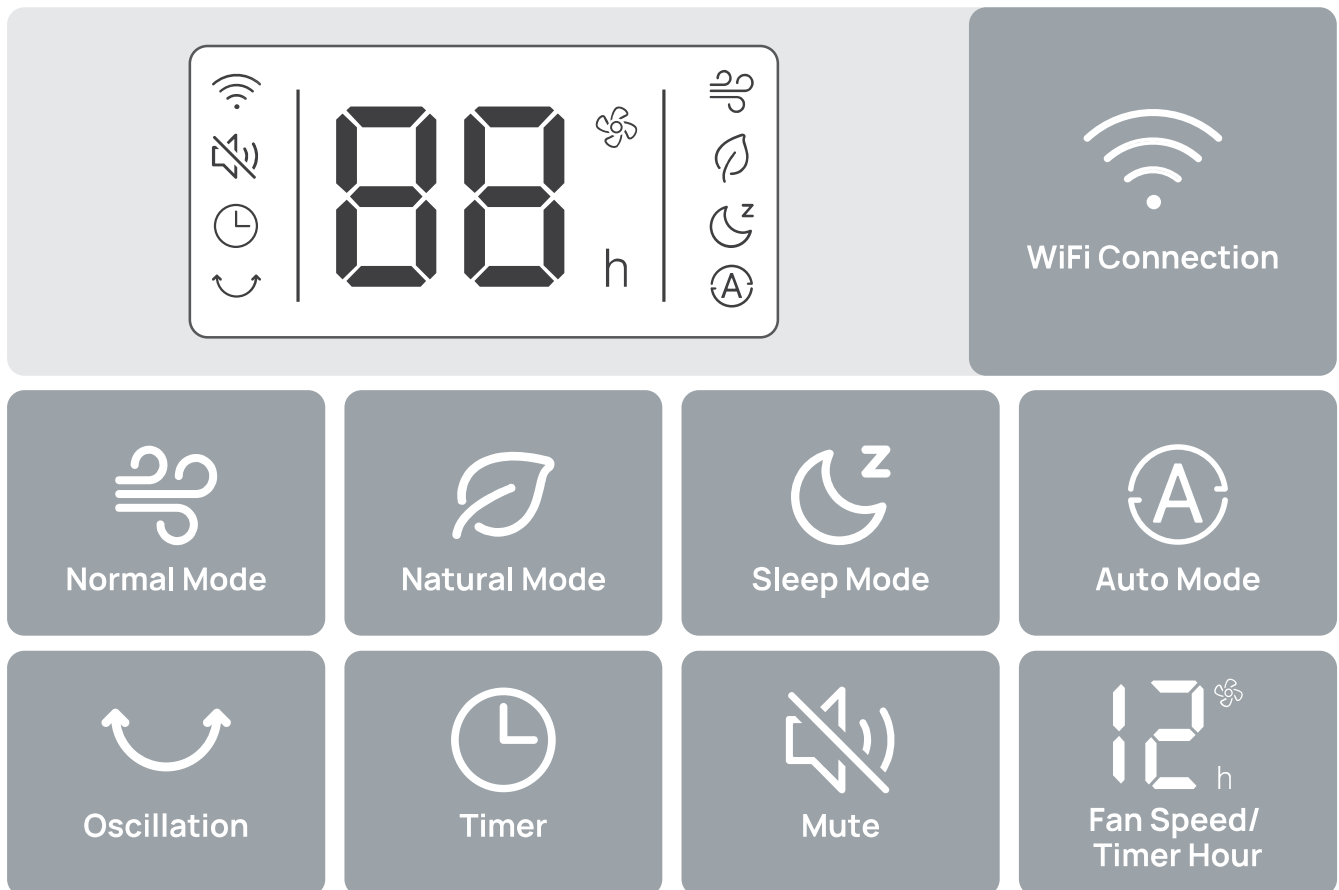 88
h
z
A
WiFi Connection
z
A
Normal Mode
Natural Mode
Sleep Mode
Auto Mode
12
h
Oscillation
Timer
Mute
Fan Speed/
Timer Hour